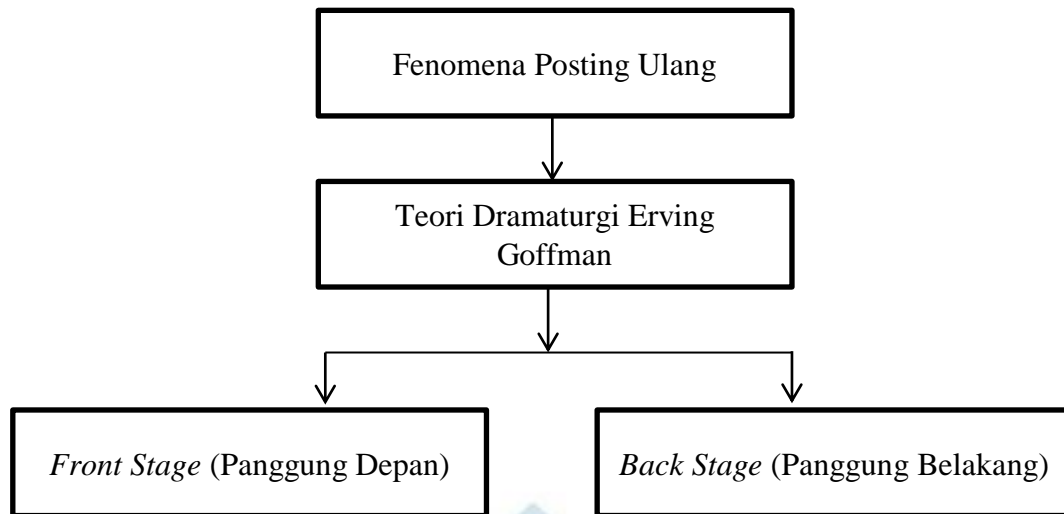 Fenomena Posting Ulang
Teori Dramaturgi Erving
Goffman
Front Stage (Panggung Depan)
Back Stage (Panggung Belakang)